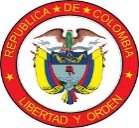 REPUBLICA DE COLOMBIA
LIBERTAD Y ORDEN